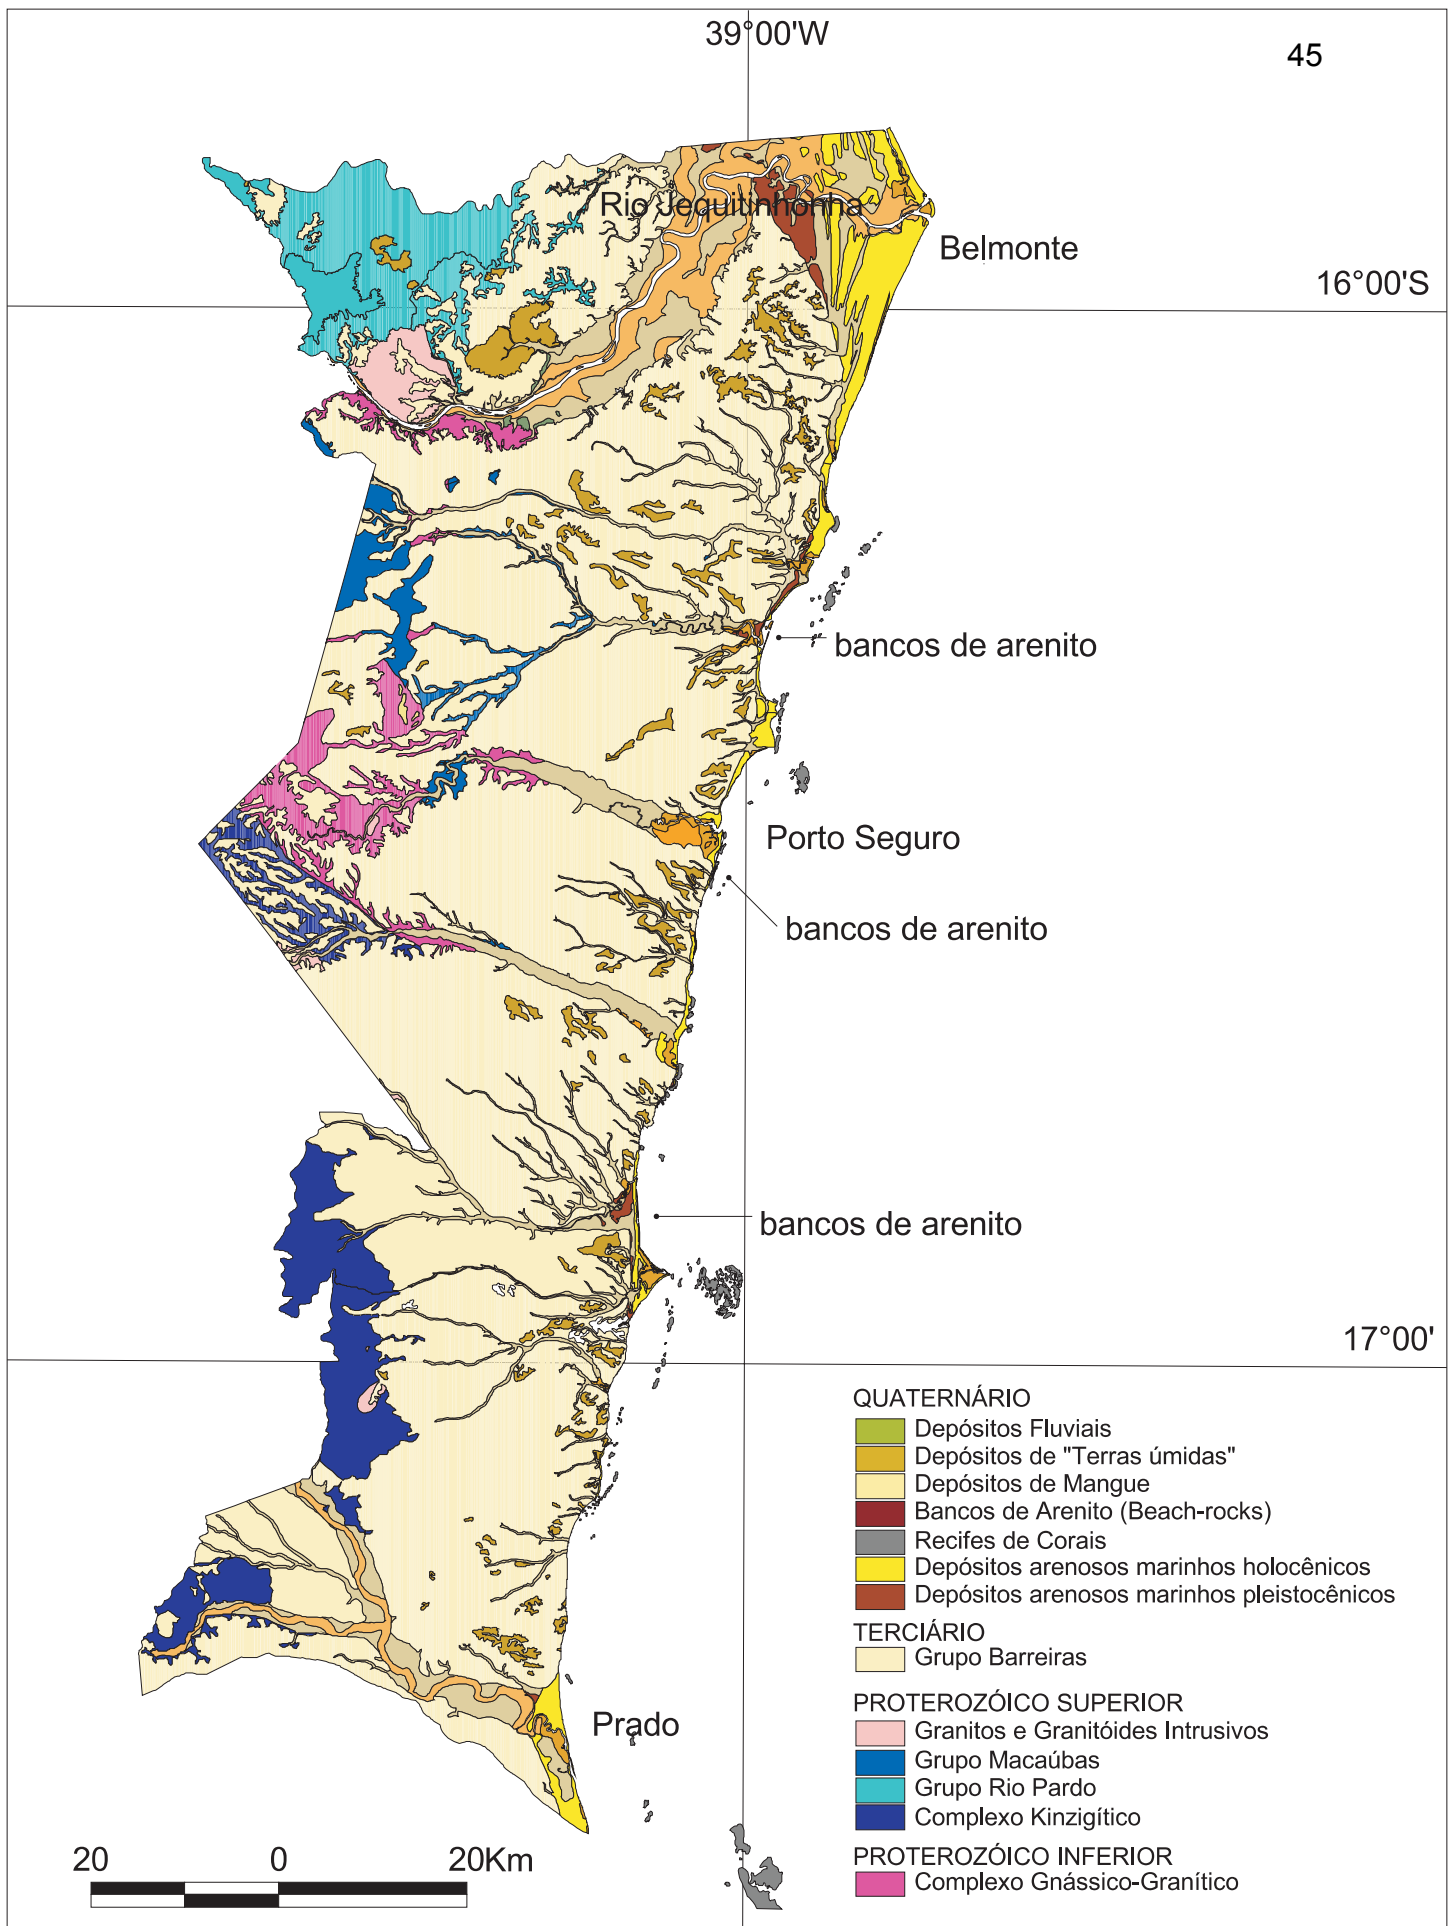 39°00'W
45
Rio Jequitinhonha
Belmonte
16°00'S
bancos de arenito
Porto Seguro
bancos de arenito
bancos de arenito
17°00'
QUATERNÁRIO
Depósitos Fluviais
Depósitos de "Terras úmidas"
Depósitos de Mangue
Bancos de Arenito (Beach-rocks)
Recifes de Corais
Depósitos arenosos marinhos holocênicos
Depósitos arenosos marinhos pleistocênicos
TERCIÁRIO
Grupo Barreiras
PROTEROZÓICO SUPERIOR
Granitos e Granitóides Intrusivos
Grupo Macaúbas
Grupo Rio Pardo
Complexo Kinzigítico
PROTEROZÓICO INFERIOR
Complexo Gnássico-Granítico
Prado
20 0 20Km